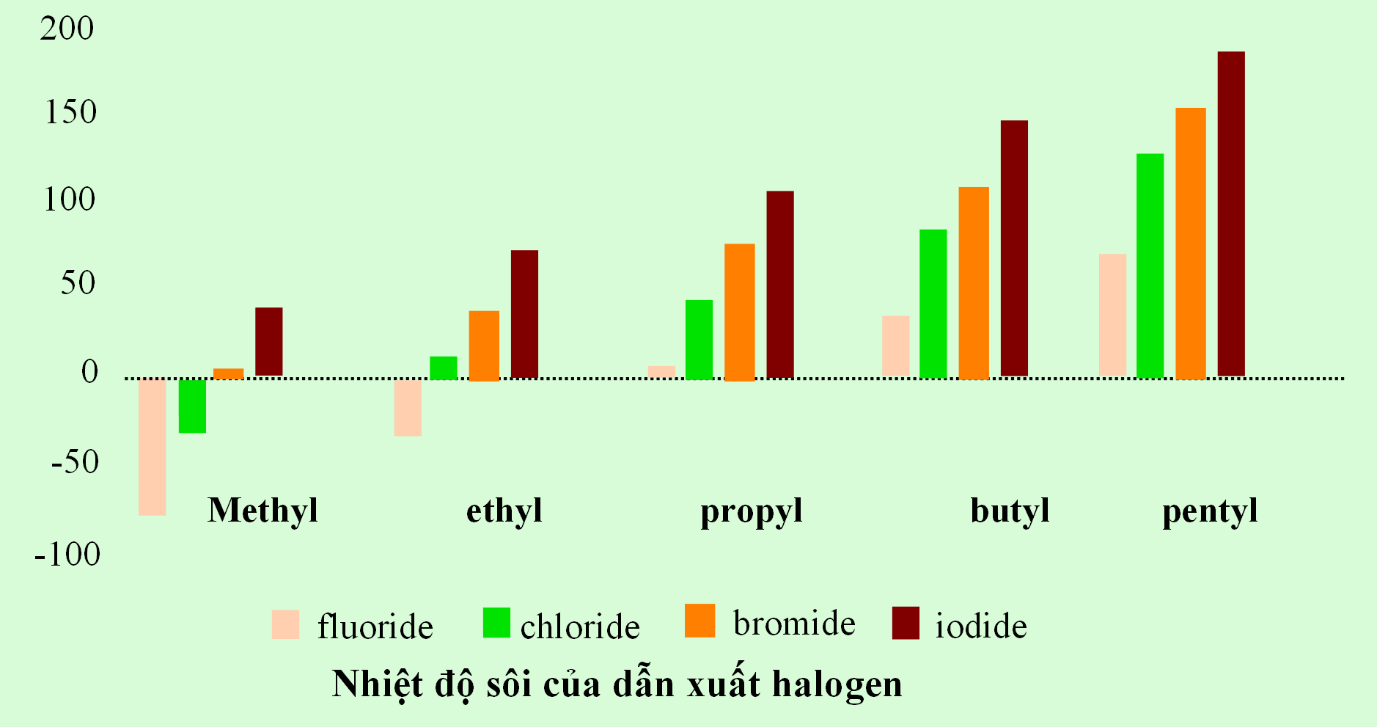 200
150
100
50
0
-50
-100
Methyl ethyl propyl butyl pentyl
fluoride chloride bromide iodide
Nhiệt độ sôi của dẫn xuất halogen